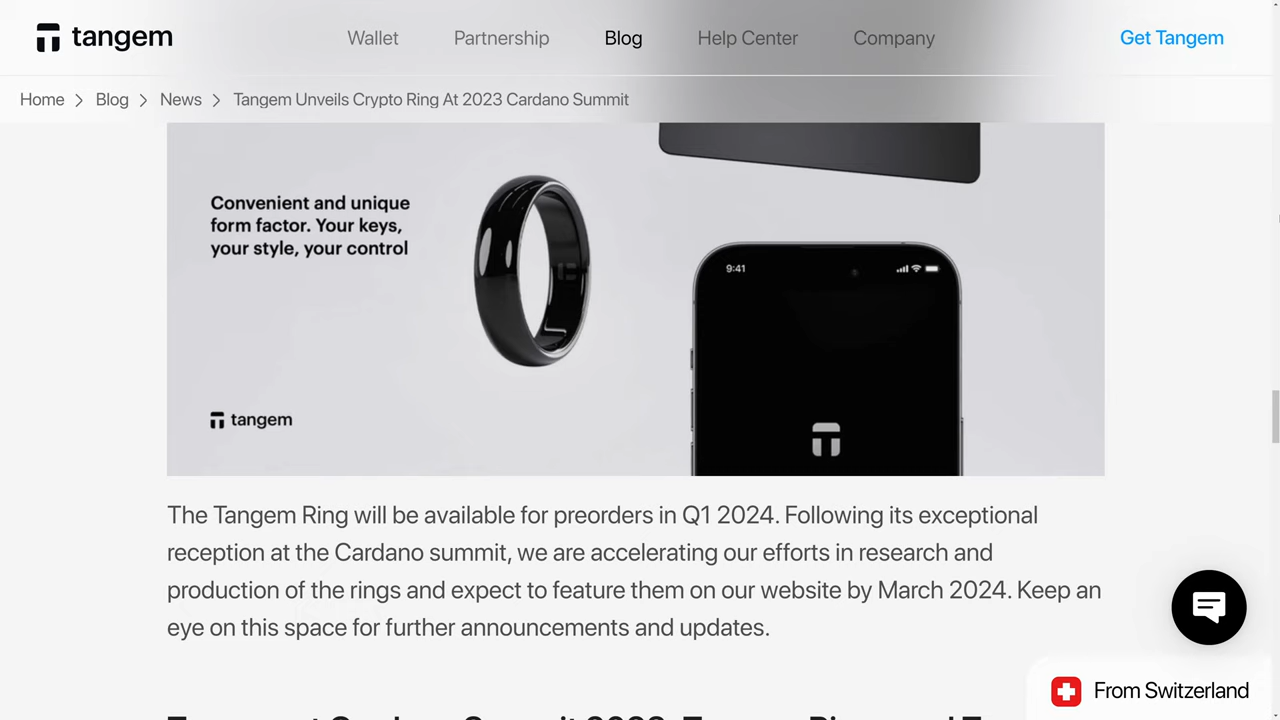 tangem
Wallet Partnership Blog Help Center Company
Get Tangem
Home > Blog > News > Tangem Unveils Crypto Ring At 2023 Cardano Summit
Convenient and unique
form factor. Your keys,
your style, your control
9:41
tangem
The Tangem Ring will be available for preorders in Q1 2024. Following its exceptional
reception at the Cardano summit, we are accelerating our efforts in research and
production of the rings and expect to feature them on our website by March 2024. Keep an
eye on this space for further announcements and updates.
From Switzerland